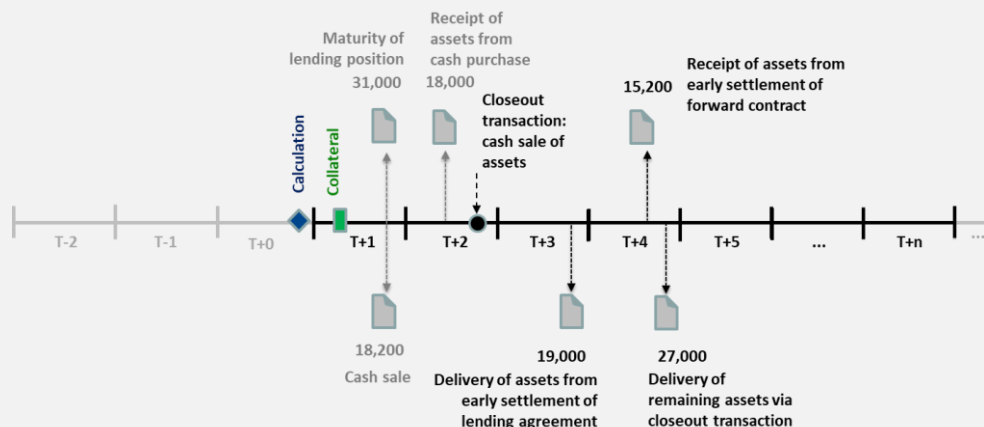 Maturity of
lending position
31,000
Receipt of
assets from
cash purchase
18,000
Closeout
transaction:
cash sale of
assets
15,200
Receipt of assets from
early settlement of
forward contract
Calculation
Collateral
T-2
T-1
T+0
T+1
T+2
T+3
T+4
T+5
...
T+n
...
18,200
Cash sale
19,000
Delivery of assets from
early settlement of
lending agreement
27,000
Delivery of
remaining assets via
closeout transaction